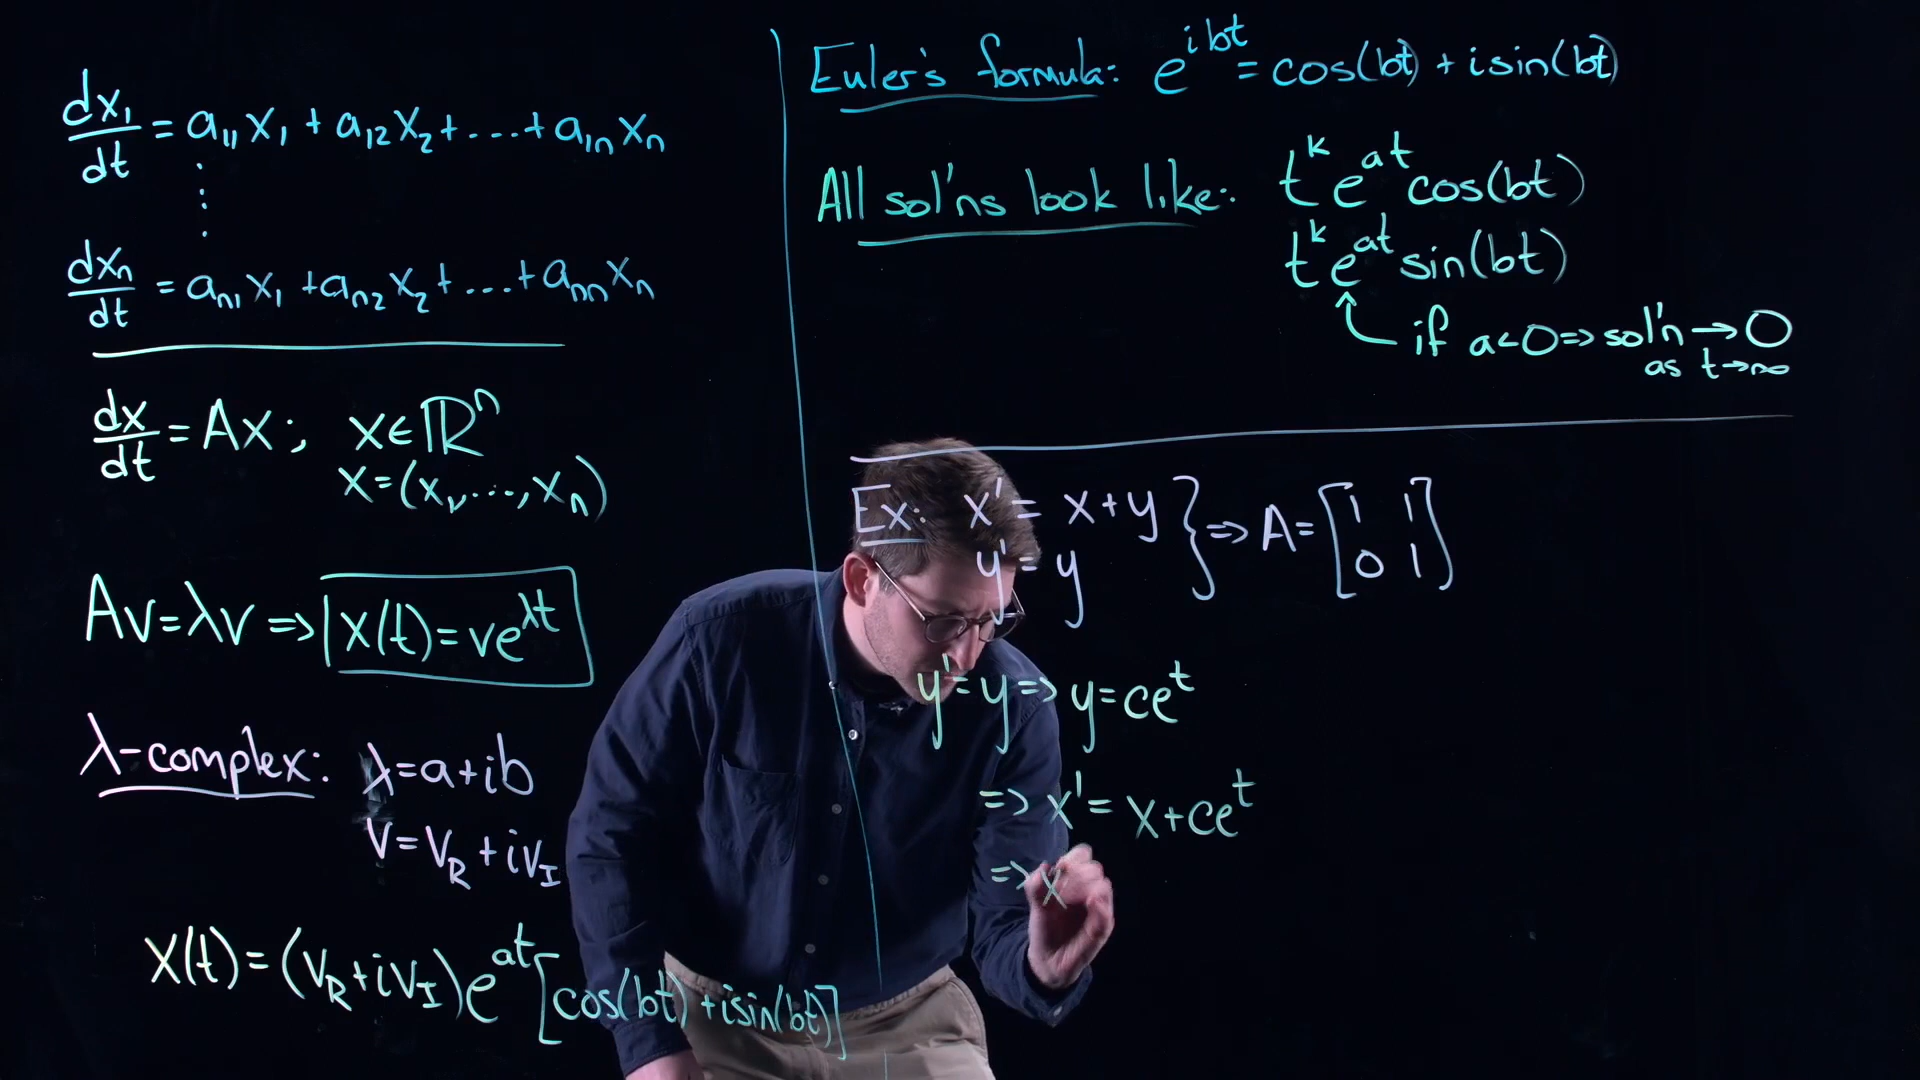 dx₁/dt = a₁₁x₁ + a₁₂x₂ + ... + a₁ₙxₙ
⋮
dxₙ/dt = aₙ₁x₁ + aₙ₂x₂ + ... + aₙₙxₙ
dx/dt = Ax; x∈ℝⁿ
x=(x₁,...,xₙ)
Av=λv => x(t)=ve^{λt}
λ-complex: λ=a+ib
v=v_R+iv_I
x(t)=(v_R+iv_I)e^{at}[cos(bt)+isin(bt)]
Euler's formula: e^{ibt} = cos(bt) + isin(bt)
All sol'ns look like: t^k e^{at} cos(bt)
t^k e^{at} sin(bt)
if a<0 => sol'n → 0
as t→∞
Ex: x' = x+y } => A = [1 1
y' = y 0 1]
y'=y => y=ce^t
=> x' = x+ce^t
=> x